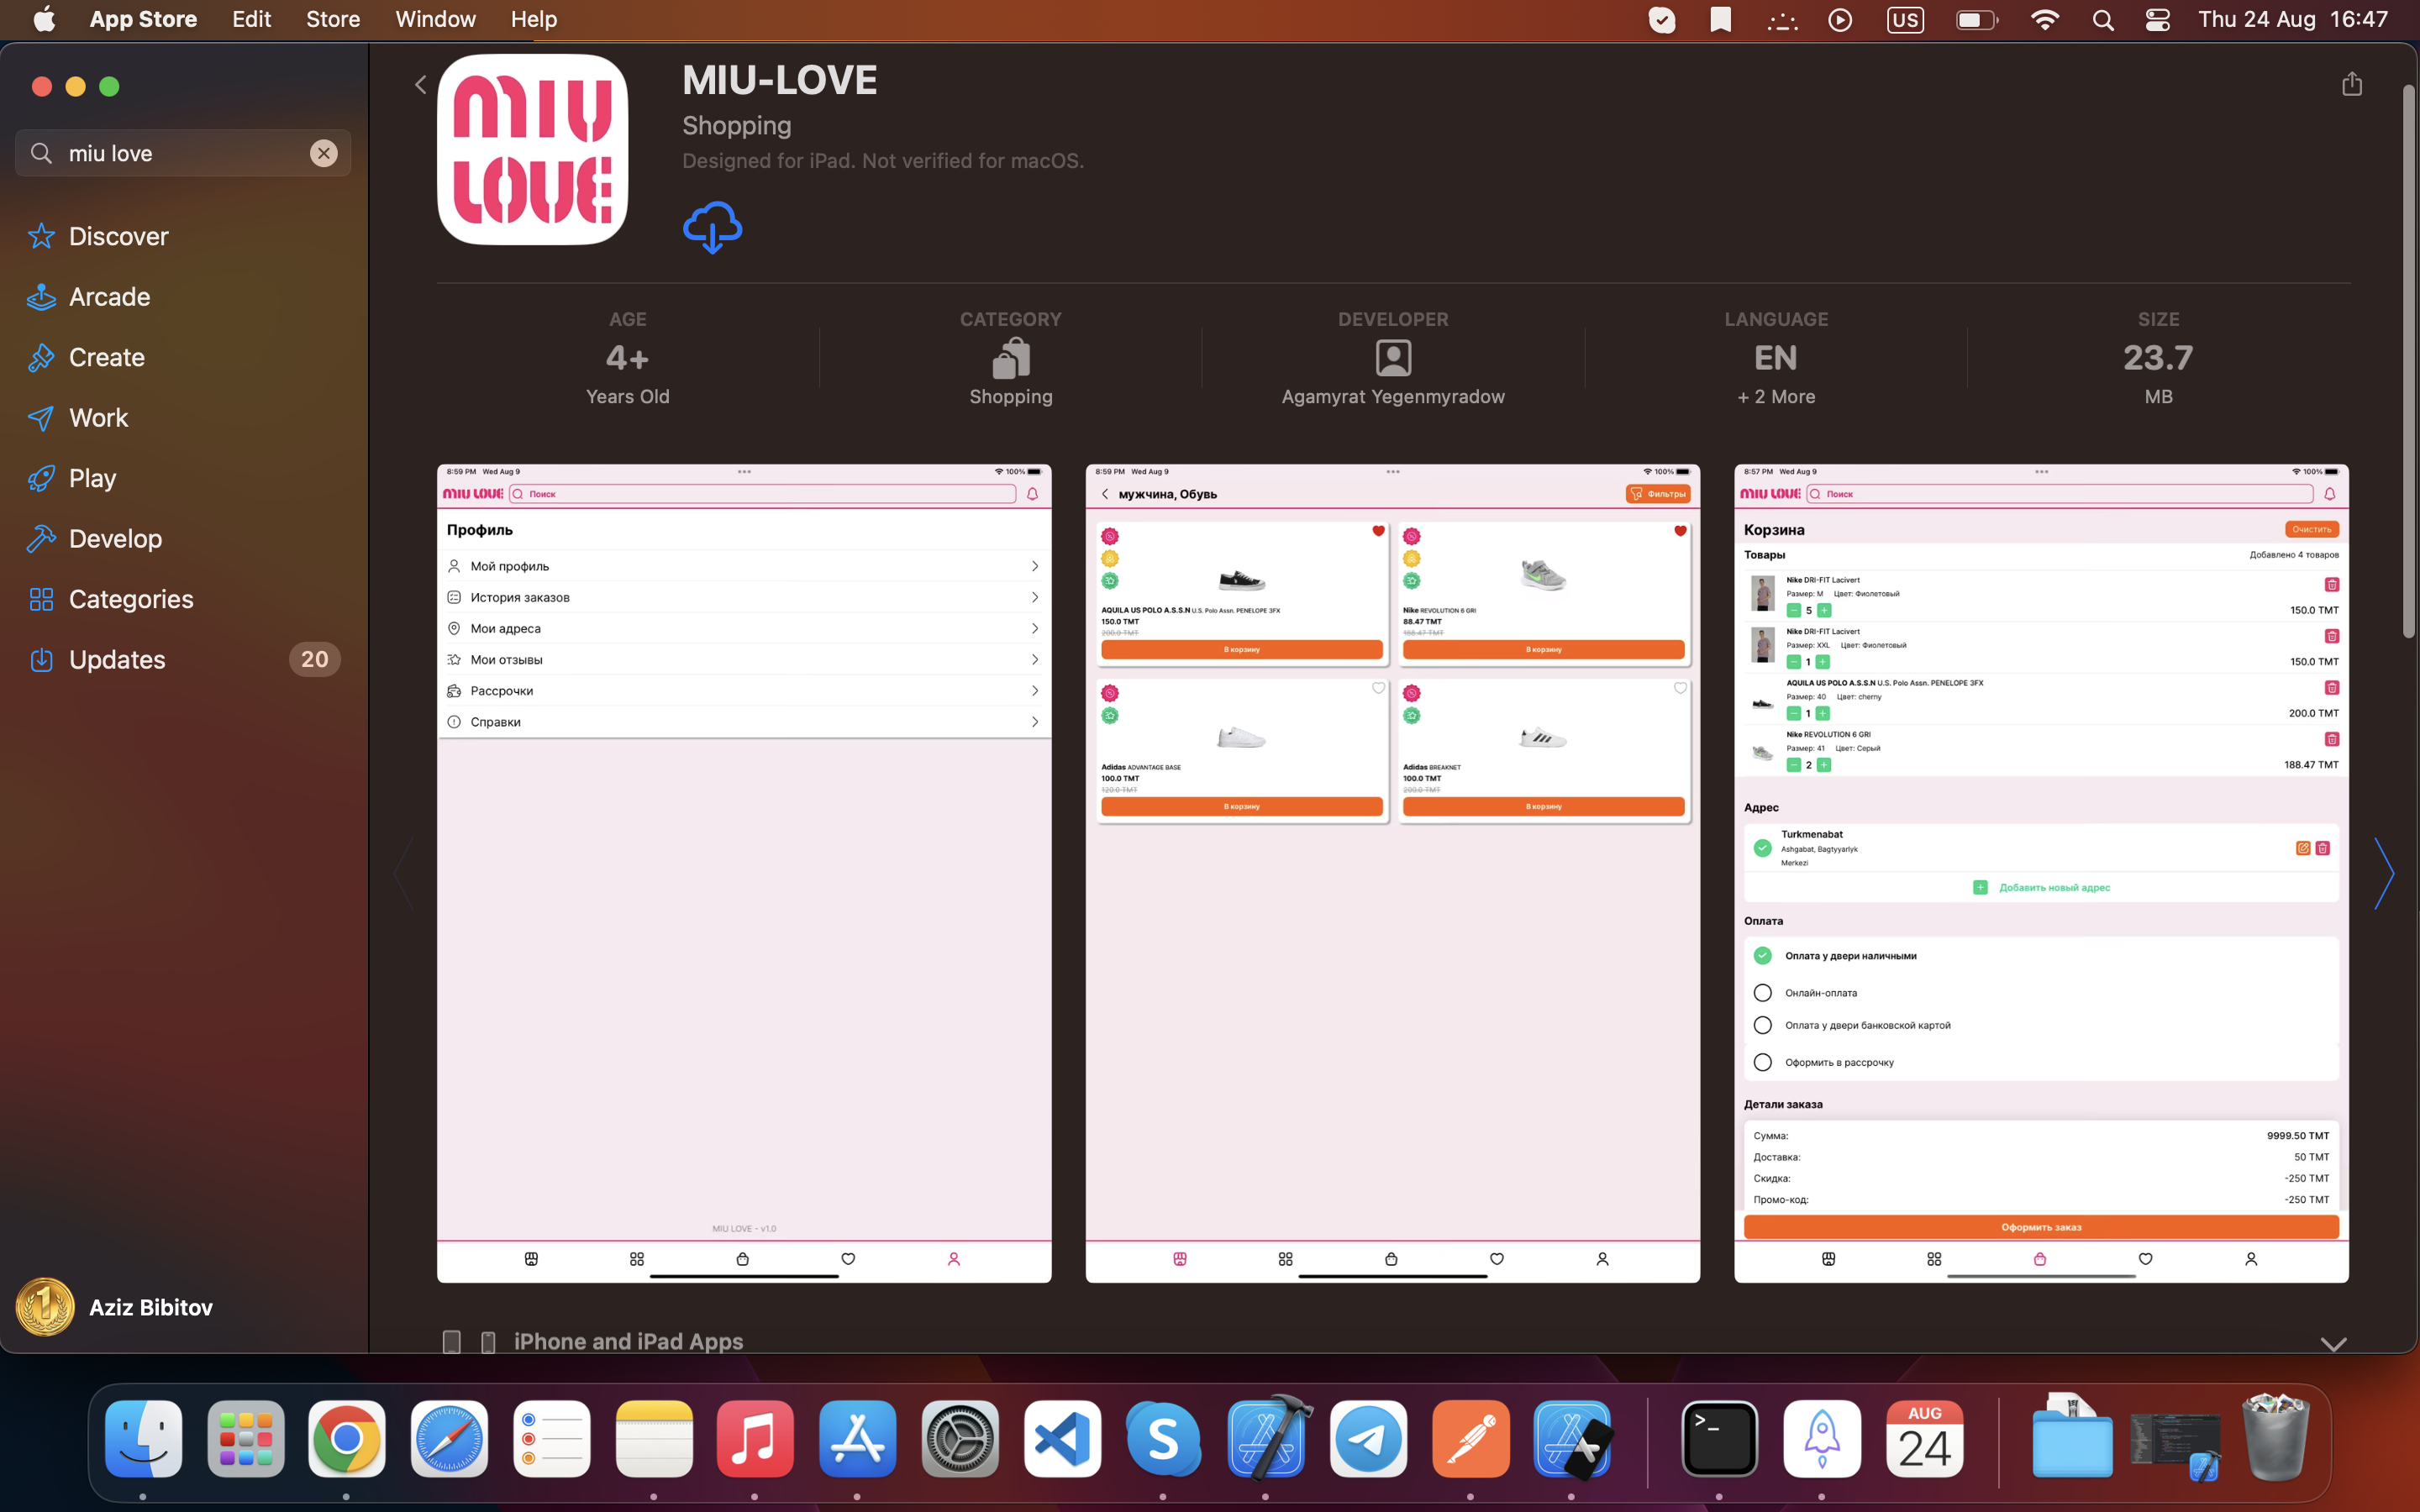 App Store Edit Store Window Help US Thu 24 Aug 16:47
miu love
Discover
Arcade
Create
Work
Play
Develop
Categories
Updates 20
Aziz Bibitov
MIU
LOVE
MIU-LOVE
Shopping
Designed for iPad. Not verified for macOS.
AGE
4+
Years Old
CATEGORY
Shopping
DEVELOPER
Agamyrat Yegenmyradow
LANGUAGE
EN
+ 2 More
SIZE
23.7
MB
8:59 PM Wed Aug 9 100%
MIU LOVE Поиск
Профиль
Мой профиль
История заказов
Мои адреса
Мои отзывы
Рассрочки
Справки
MIU LOVE - v1.0
8:59 PM Wed Aug 9 100%
мужчина, Обувь Фильтры
AQUILA US POLO A.S.S.N U.S. Polo Assn. PENELOPE 3FX
150.0 TMT
200.0 TMT
В корзину
Nike REVOLUTION 6 GRI
88.47 TMT
188.47 TMT
В корзину
Adidas ADVANTAGE BASE
100.0 TMT
120.0 TMT
В корзину
Adidas BREAKNET
100.0 TMT
200.0 TMT
В корзину
8:57 PM Wed Aug 9 100%
MIU LOVE Поиск
Корзина Очистить
Товары Добавлено 4 товаров
Nike DRI-FIT Lacivert
Размер: M Цвет: Фиолетовый
5 150.0 TMT
Nike DRI-FIT Lacivert
Размер: XXL Цвет: Фиолетовый
1 150.0 TMT
AQUILA US POLO A.S.S.N U.S. Polo Assn. PENELOPE 3FX
Размер: 40 Цвет: cherny
1 200.0 TMT
Nike REVOLUTION 6 GRI
Размер: 41 Цвет: Серый
2 188.47 TMT
Адрес
Turkmenabat
Ashgabat, Bagtyyarlyk
Merkezi
Добавить новый адрес
Оплата
Оплата у двери наличными
Онлайн-оплата
Оплата у двери банковской картой
Оформить в рассрочку
Детали заказа
Сумма: 9999.50 TMT
Доставка: 50 TMT
Скидка: -250 TMT
Промо-код: -250 TMT
Оформить заказ
iPhone and iPad Apps
AUG
24